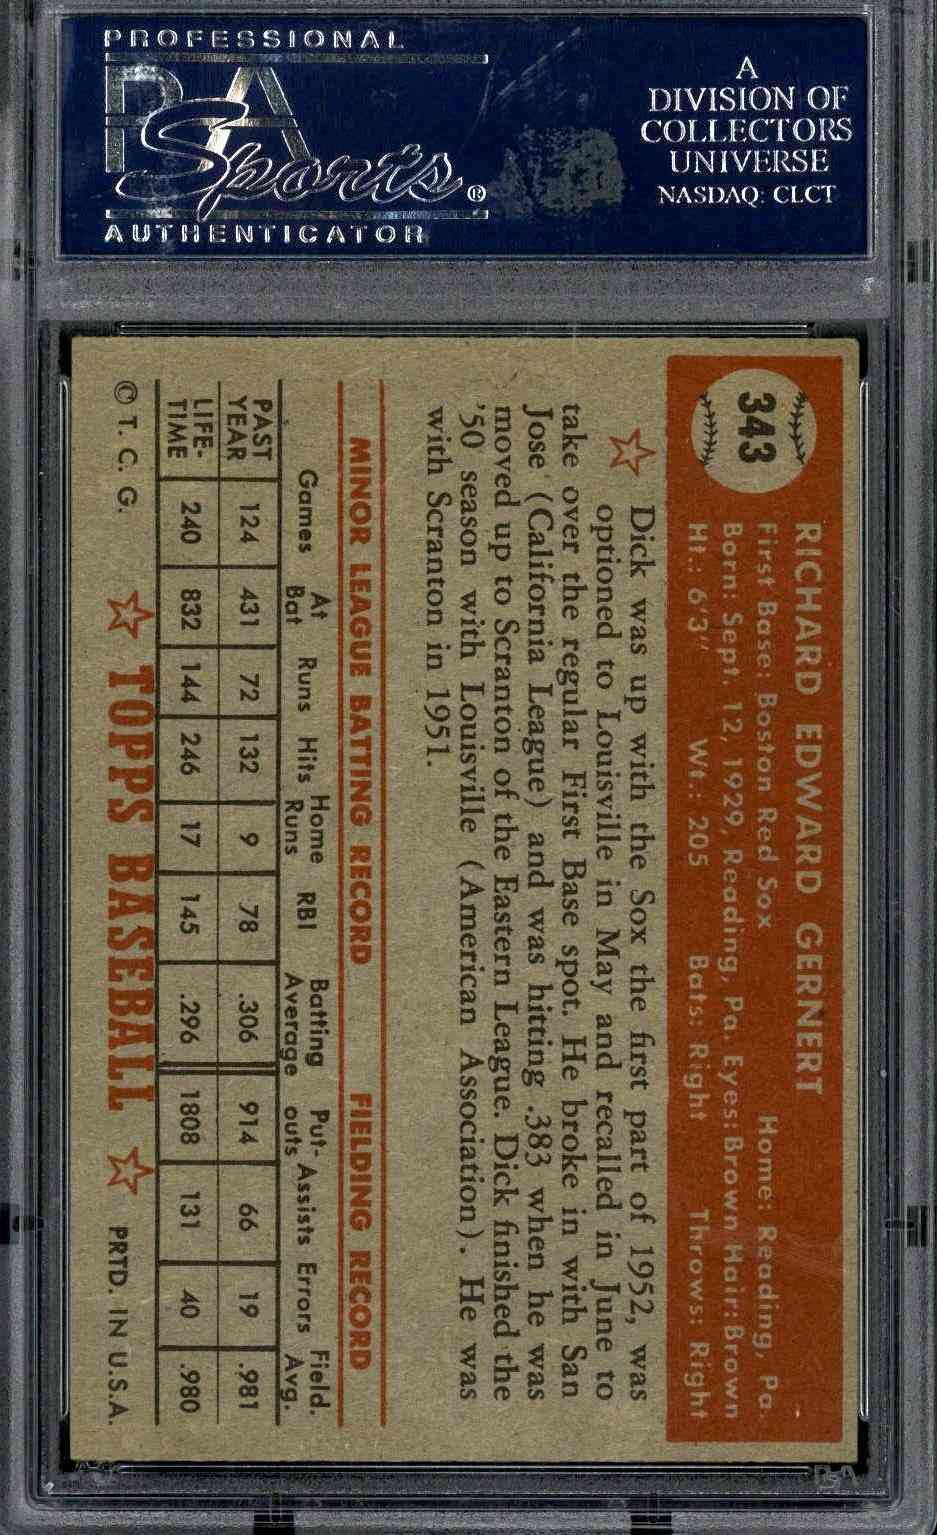 PROFESSIONAL
PSA
Sports®
AUTHENTICATOR
A
DIVISION OF
COLLECTORS
UNIVERSE
NASDAQ: CLCT
343
RICHARD EDWARD GERNERT
First Base: Boston Red Sox Home: Reading, Pa.
Born: Sept. 12, 1929, Reading, Pa. Eyes: Brown Hair: Brown
Ht.: 6'3" Wt.: 205 Bats: Right Throws: Right
Dick was up with the Sox the first part of 1952, was
optioned to Louisville in May and recalled in June to
take over the regular First Base spot. He broke in with San
Jose (California League) and was hitting .383 when he was
moved up to Scranton of the Eastern League. Dick finished the
'50 season with Louisville (American Association). He was
with Scranton in 1951.
MINOR LEAGUE BATTING RECORD FIELDING RECORD
Games At Bat Runs Hits Home Runs RBI Batting Average Put-outs Assists Errors Field. Avg.
PAST YEAR 124 431 72 132 9 78 .306 914 66 19 .981
LIFE-TIME 240 832 144 246 17 145 .296 1808 131 40 .980
© T. C. G. ☆ TOPPS BASEBALL ☆ PRTD. IN U.S.A.
PSA